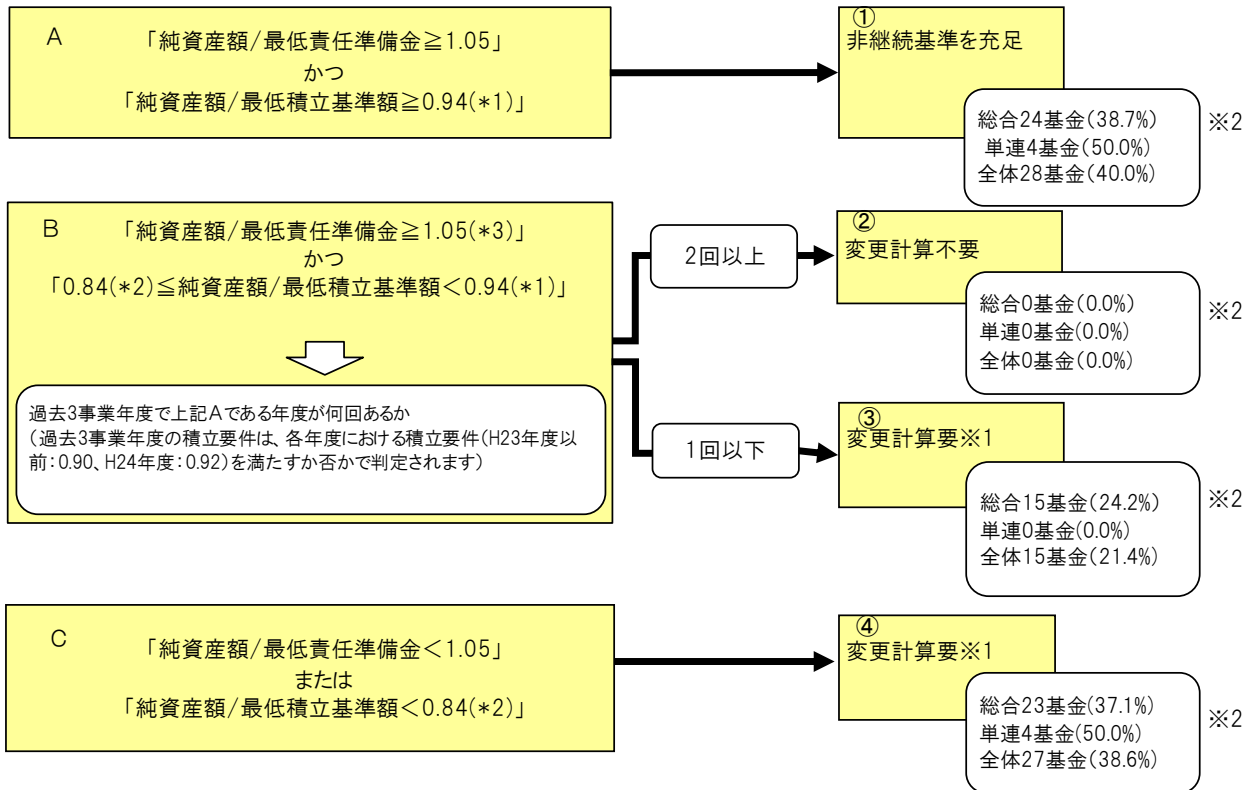 A
「純資産額/最低責任準備金≧1.05」
かつ
「純資産額/最低積立基準額≧0.94(*1)」
①
非継続基準を充足
総合24基金(38.7%)
単連4基金(50.0%)
全体28基金(40.0%)
※2
B
「純資産額/最低責任準備金≧1.05(*3)」
かつ
「0.84(*2)≦純資産額/最低積立基準額<0.94(*1)」
過去3事業年度で上記Aである年度が何回あるか
(過去3事業年度の積立要件は、各年度における積立要件(H23年度以
前:0.90、H24年度:0.92)を満たすか否かで判定されます)
2回以上
②
変更計算不要
総合0基金(0.0%)
単連0基金(0.0%)
全体0基金(0.0%)
※2
1回以下
③
変更計算要※1
総合15基金(24.2%)
単連0基金(0.0%)
全体15基金(21.4%)
※2
C
「純資産額/最低責任準備金<1.05」
または
「純資産額/最低積立基準額<0.84(*2)」
④
変更計算要※1
総合23基金(37.1%)
単連4基金(50.0%)
全体27基金(38.6%)
※2